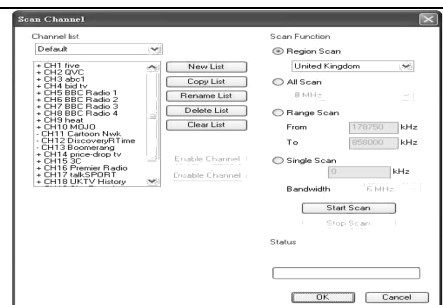 Scan Channel
Channel list
Default
+ CH1 five
+ CH2 QVC
+ CH3 abc1
+ CH4 bid tv
+ CH5 BBC Radio 1
+ CH6 BBC Radio 2
+ CH7 BBC Radio 3
+ CH8 BBC Radio 4
+ CH9 heat
+ CH10 MOJO
- CH11 Cartoon Nwk
- CH12 DiscoveryRTime
- CH13 Boomerang
+ CH14 price-drop tv
+ CH15 3C
+ CH16 Premier Radio
+ CH17 talkSPORT
+ CH18 UKTV History
New List
Copy List
Rename List
Delete List
Clear List
Enable Channel
Disable Channel
Scan Function
Region Scan
United Kingdom
All Scan
8 MHz
Range Scan
From 178750 kHz
To 858000 kHz
Single Scan
0 kHz
Bandwidth 6 MHz
Start Scan
Stop Scan
Status
OK Cancel